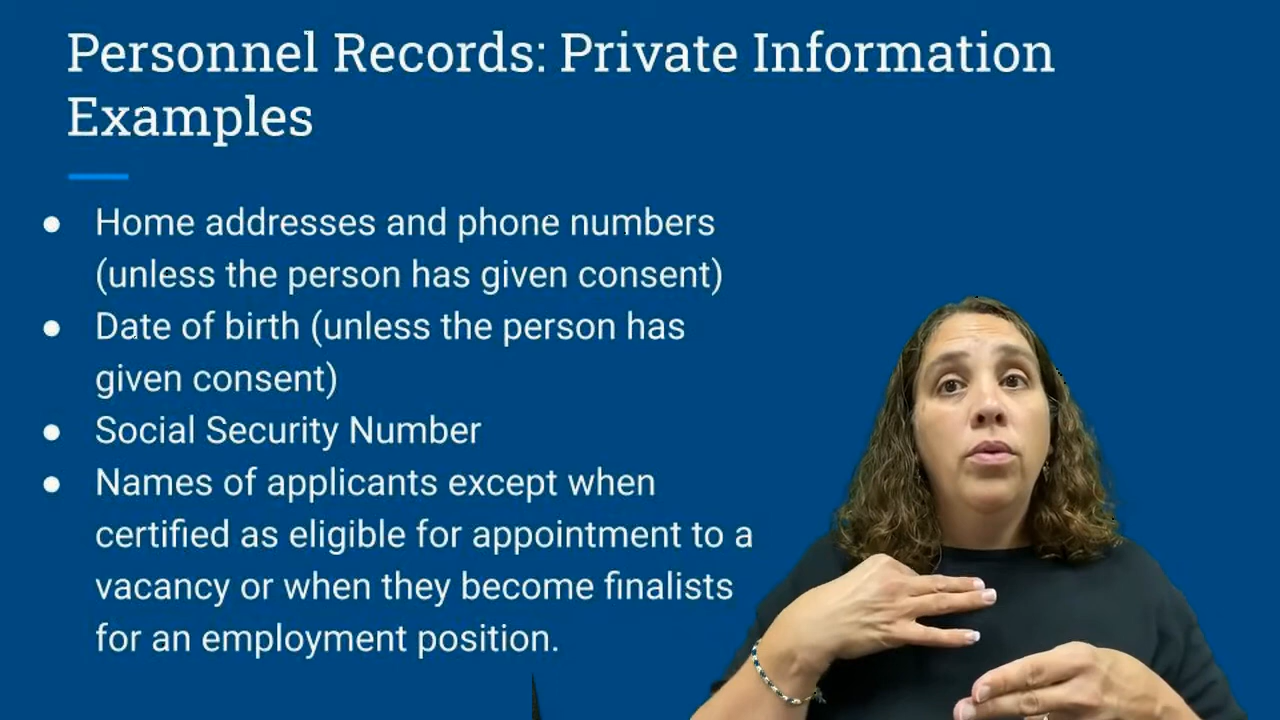 Personnel Records: Private Information
Examples
● Home addresses and phone numbers
(unless the person has given consent)
● Date of birth (unless the person has
given consent)
● Social Security Number
● Names of applicants except when
certified as eligible for appointment to a
vacancy or when they become finalists
for an employment position.